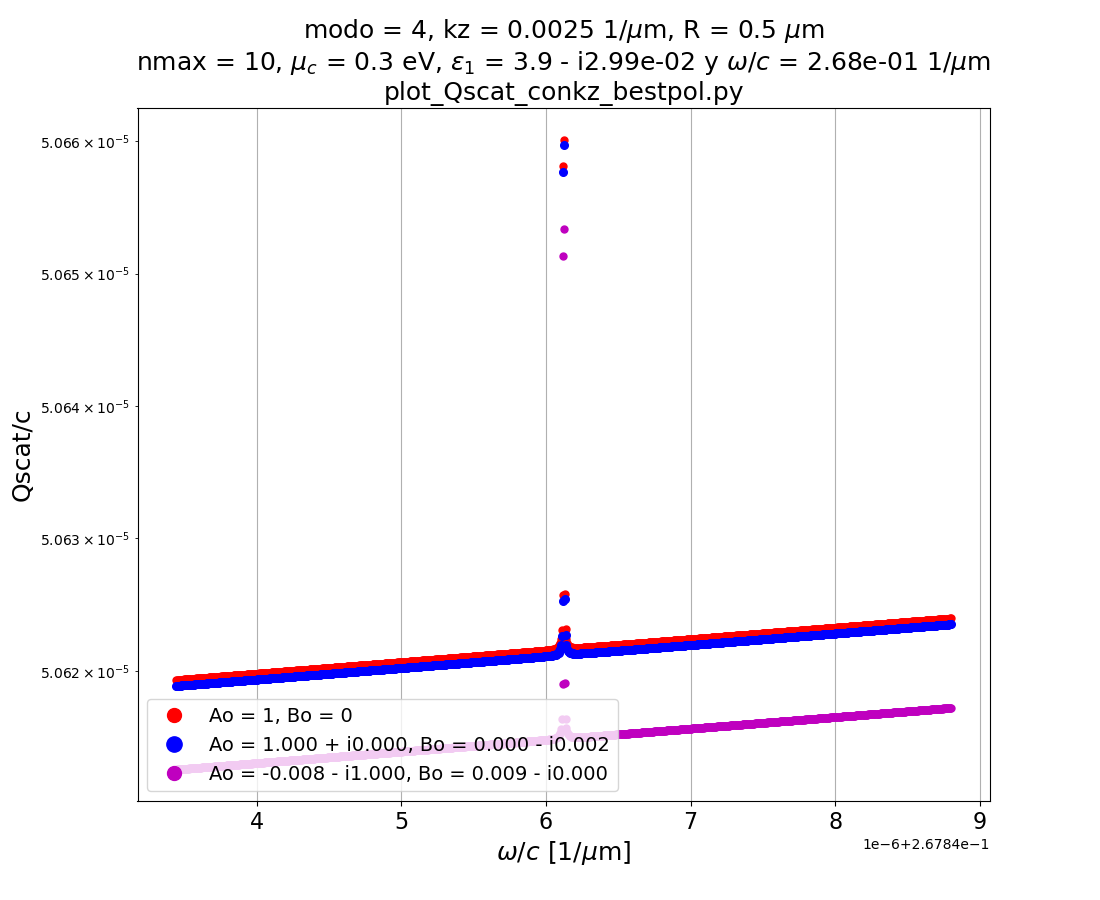 modo = 4, kz = 0.0025 1/μm, R = 0.5 μm
nmax = 10, μ_c = 0.3 eV, ε₁ = 3.9 - i2.99e-02 y ω/c = 2.68e-01 1/μm
plot_Qscat_conkz_bestpol.py
5.066 × 10⁻⁵
5.065 × 10⁻⁵
5.064 × 10⁻⁵
5.063 × 10⁻⁵
5.062 × 10⁻⁵
Qscat/c
Ao = 1, Bo = 0
Ao = 1.000 + i0.000, Bo = 0.000 - i0.002
Ao = -0.008 - i1.000, Bo = 0.009 - i0.000
4 5 6 7 8 9
1e-6+2.6784e-1
ω/c [1/μm]